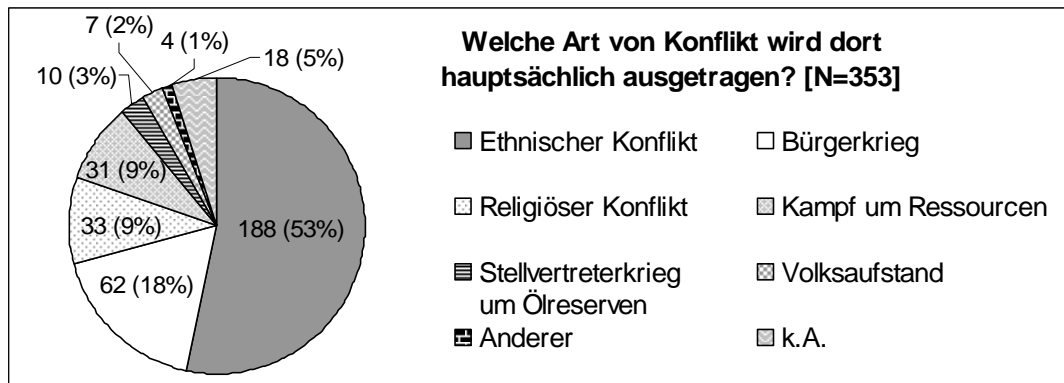 7 (2%)
4 (1%)
18 (5%)
10 (3%)
31 (9%)
33 (9%)
62 (18%)
188 (53%)
Welche Art von Konflikt wird dort
hauptsächlich ausgetragen? [N=353]
Ethnischer Konflikt
Bürgerkrieg
Religiöser Konflikt
Kampf um Ressourcen
Stellvertreterkrieg
um Ölreserven
Volksaufstand
Anderer
k.A.